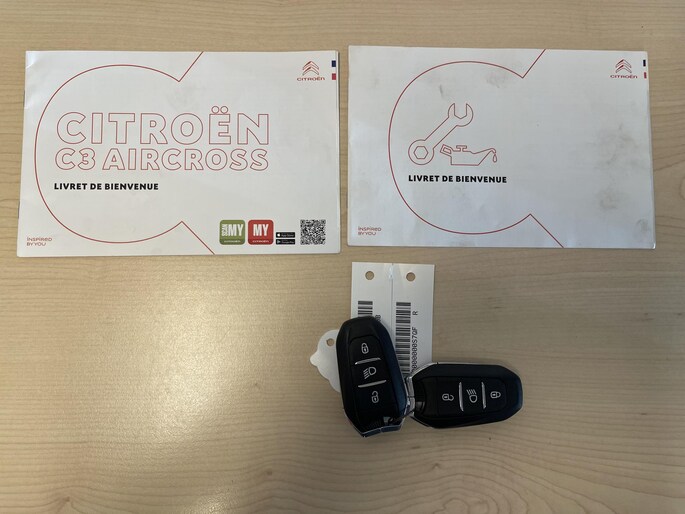 CITROËN
CITROËN
C3 AIRCROSS
LIVRET DE BIENVENUE
INSPIRED
BY YOU
MY
MY
CITROËN
LIVRET DE BIENVENUE
INSPIRED
BY YOU
R